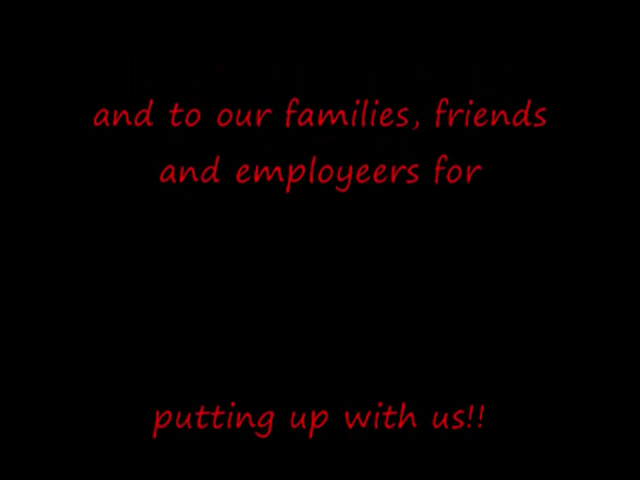 and to our families, friends
and employeers for
putting up with us!!